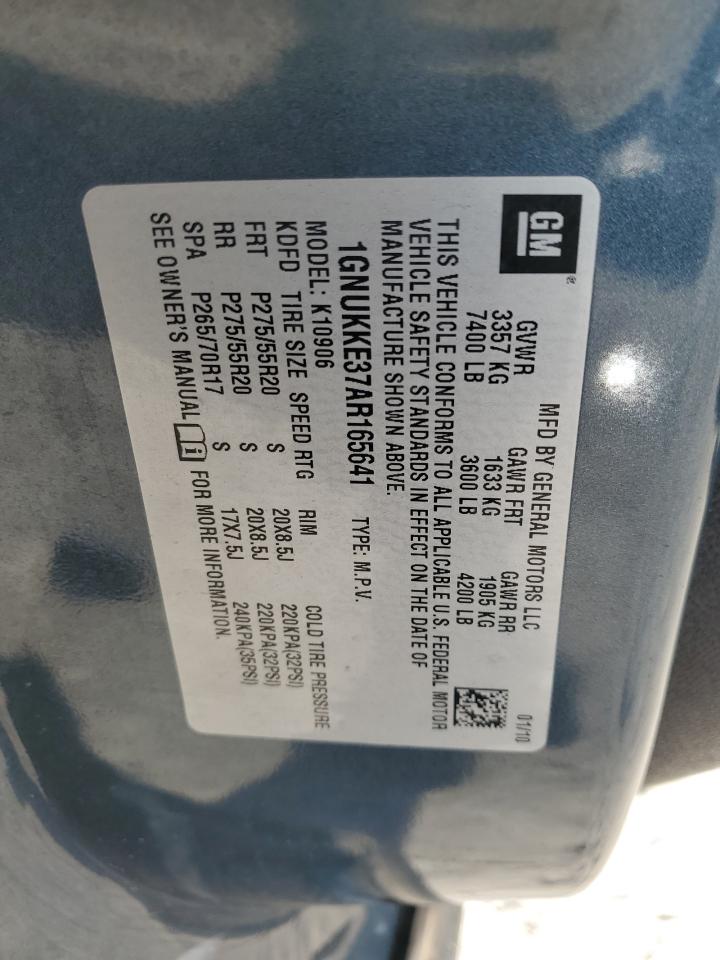 GM®
MFD BY GENERAL MOTORS LLC 01/10
GVWR GAWR FRT GAWR RR
3357 KG 1633 KG 1905 KG
7400 LB 3600 LB 4200 LB
THIS VEHICLE CONFORMS TO ALL APPLICABLE U.S. FEDERAL MOTOR
VEHICLE SAFETY STANDARDS IN EFFECT ON THE DATE OF
MANUFACTURE SHOWN ABOVE.
1GNUKKE37AR165641 TYPE: M.P.V.
MODEL: K10906
KDFD TIRE SIZE SPEED RTG RIM COLD TIRE PRESSURE
FRT P275/55R20 S 20X8.5J 220KPA(32PSI)
RR P275/55R20 S 20X8.5J 220KPA(32PSI)
SPA P265/70R17 S 17X7.5J 240KPA(35PSI)
SEE OWNER'S MANUAL FOR MORE INFORMATION.